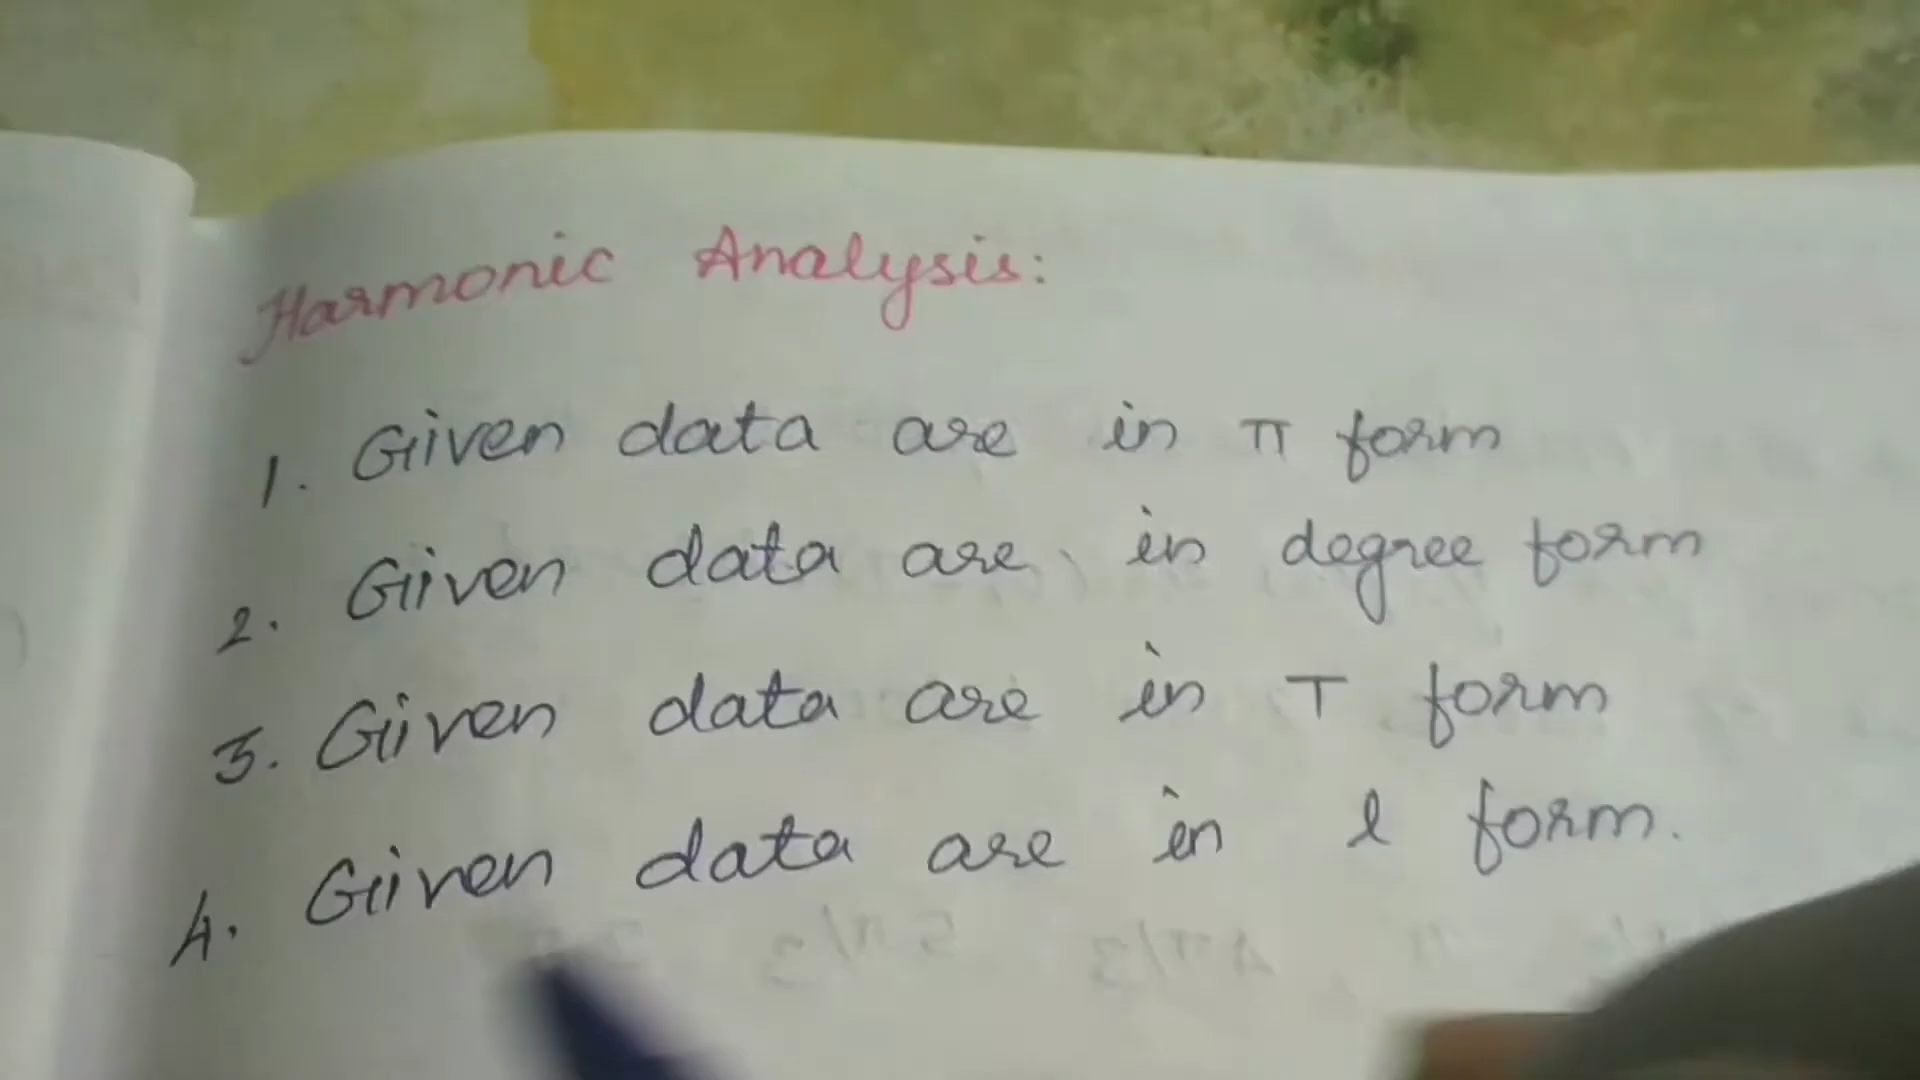 Harmonic Analysis:
1. Given data are in π form
2. Given data are in degree form
3. Given data are in T form
4. Given data are in l form.